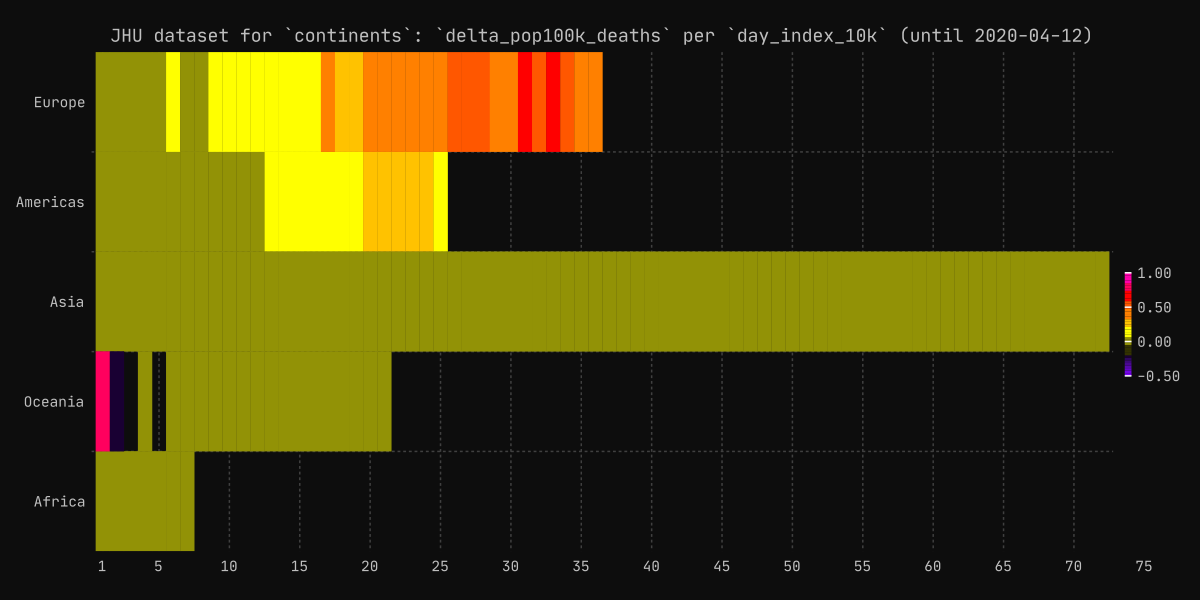 JHU dataset for `continents`: `delta_pop100k_deaths` per `day_index_10k` (until 2020-04-12)
Europe
Americas
Asia
Oceania
Africa
1.00
0.50
0.00
-0.50
1 5 10 15 20 25 30 35 40 45 50 55 60 65 70 75